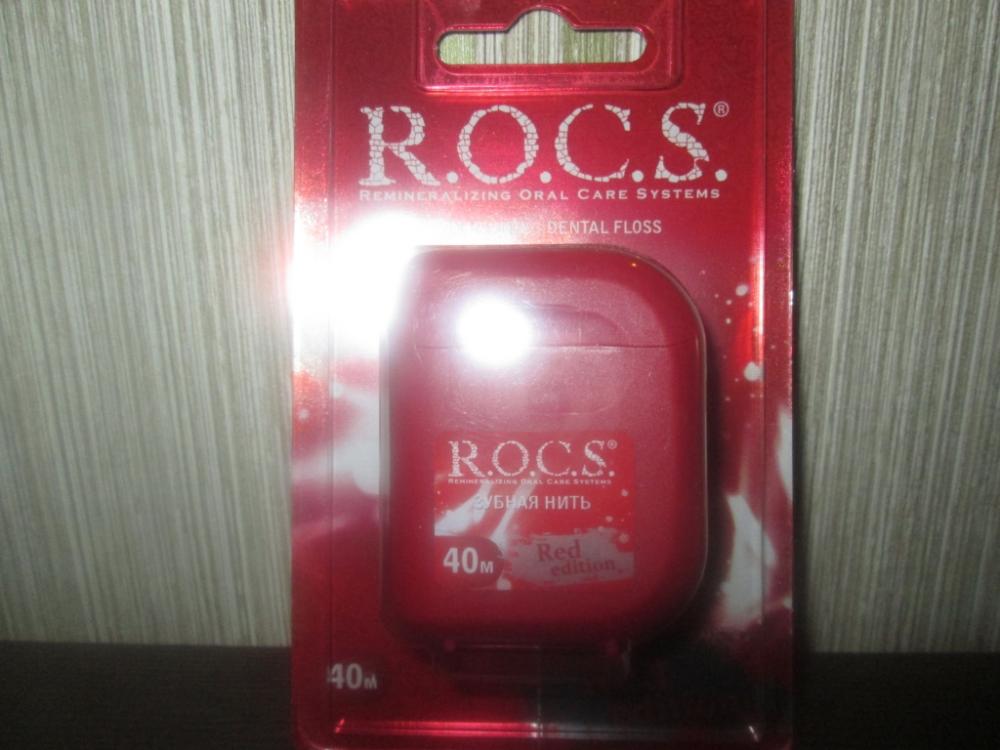 R.O.C.S.®
REMINERALIZING ORAL CARE SYSTEMS
DENTAL FLOSS
R.O.C.S.®
REMINERALIZING ORAL CARE SYSTEMS
ЗУБНАЯ НИТЬ
40м
Red
edition
40м